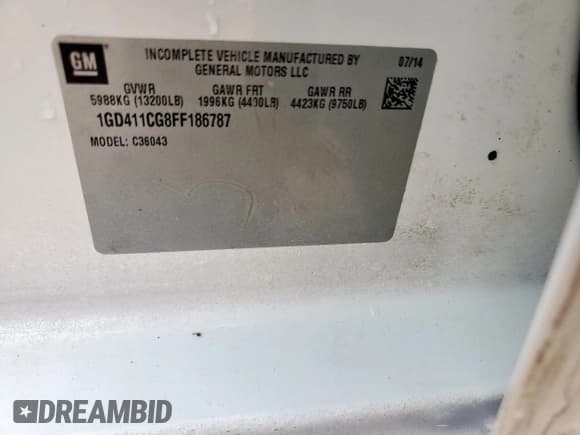 GM
INCOMPLETE VEHICLE MANUFACTURED BY
GENERAL MOTORS LLC
07/14
GVWR GAWR FRT GAWR RR
5988KG (13200LB) 1996KG (4400LB) 4423KG (9750LB)
1GD411CG8FF186787
MODEL: C36043
DREAMBID